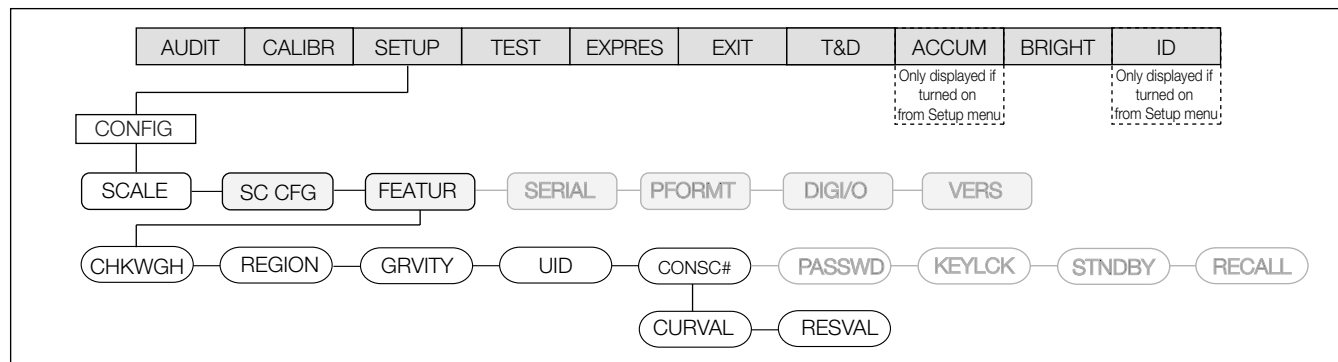 AUDIT CALIBR SETUP TEST EXPRES EXIT T&D ACCUM BRIGHT ID
Only displayed if
turned on
from Setup menu
Only displayed if
turned on
from Setup menu
CONFIG
SCALE SC CFG FEATUR SERIAL PFORMT DIGI/O VERS
CHKWGH REGION GRVITY UID CONSC# PASSWD KEYLCK STNDBY RECALL
CURVAL RESVAL